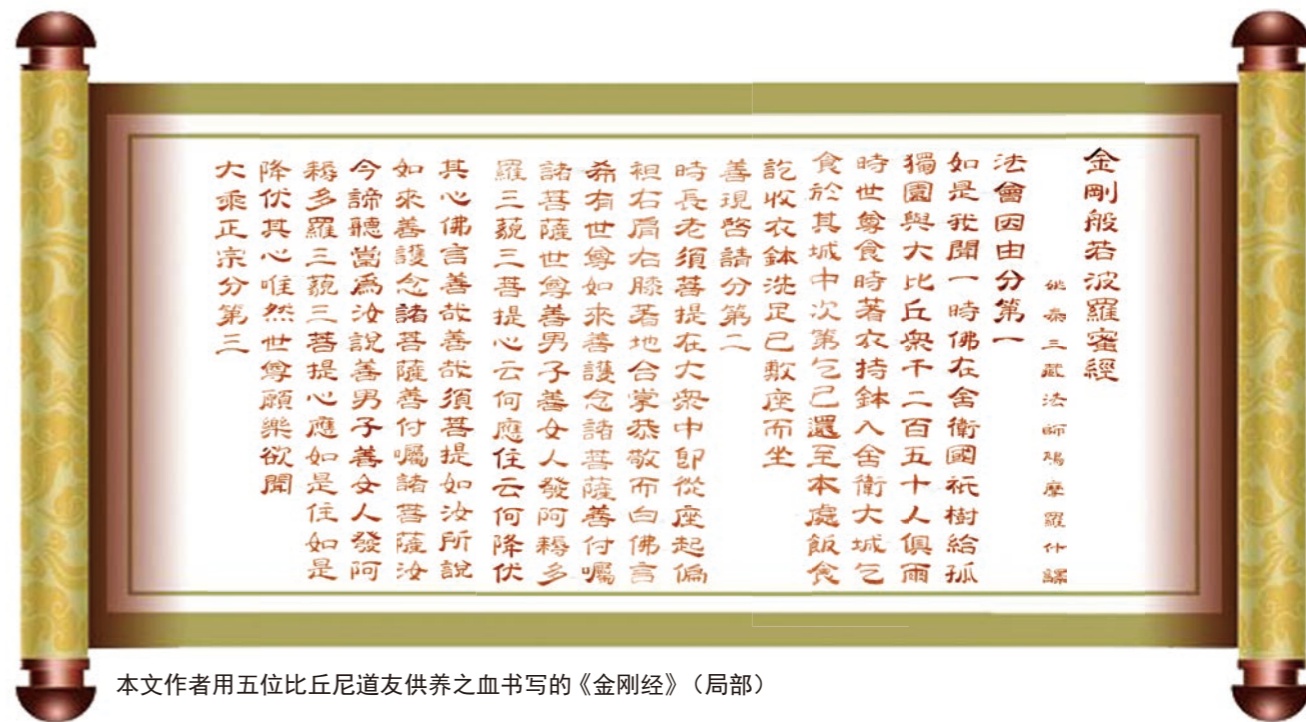 金剛般若波羅蜜經
姚秦三藏法師鳩摩羅什譯
法會因由分第一
如是我聞一時佛在舍衛國祇樹給孤
獨園與大比丘衆千二百五十人俱爾
時世尊食時著衣持鉢入舍衛大城乞
食於其城中次第乞已還至本處飯食
訖收衣鉢洗足已敷座而坐
善現啓請分第二
時長老須菩提在大衆中即從座起偏
袒右肩右膝著地合掌恭敬而白佛言
希有世尊如來善護念諸菩薩善付囑
諸菩薩世尊善男子善女人發阿耨多
羅三藐三菩提心云何應住云何降伏
其心佛言善哉善哉須菩提如汝所說
如來善護念諸菩薩善付囑諸菩薩汝
今諦聽當爲汝說善男子善女人發阿
耨多羅三藐三菩提心應如是住如是
降伏其心唯然世尊願樂欲聞
大乘正宗分第三
本文作者用五位比丘尼道友供养之血书写的《金刚经》（局部）